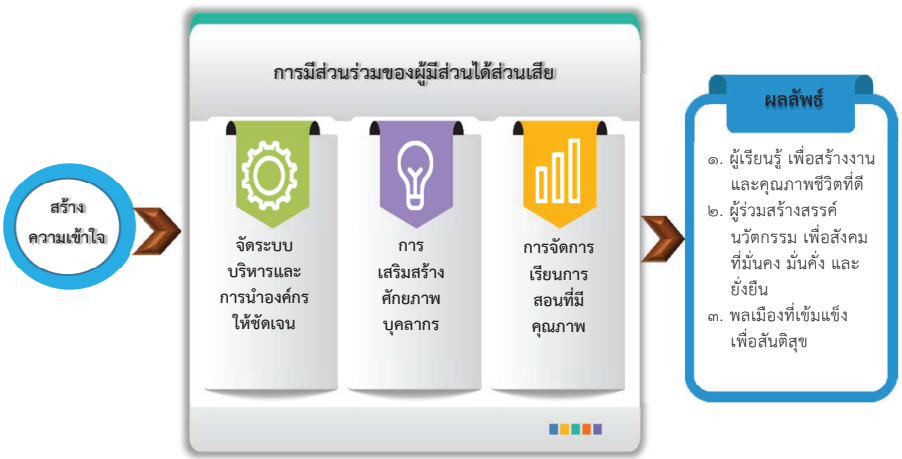 สร้าง
ความเข้าใจ
การมีส่วนร่วมของผู้มีส่วนได้ส่วนเสีย
จัดระบบ
บริหารและ
การนำองค์กร
ให้ชัดเจน
การ
เสริมสร้าง
ศักยภาพ
บุคลากร
การจัดการ
เรียนการ
สอนที่มี
คุณภาพ
ผลลัพธ์
๑. ผู้เรียนรู้ เพื่อสร้างงาน
และคุณภาพชีวิตที่ดี
๒. ผู้ร่วมสร้างสรรค์
นวัตกรรม เพื่อสังคม
ที่มั่นคง มั่นคั่ง และ
ยั่งยืน
๓. พลเมืองที่เข้มแข็ง
เพื่อสันติสุข